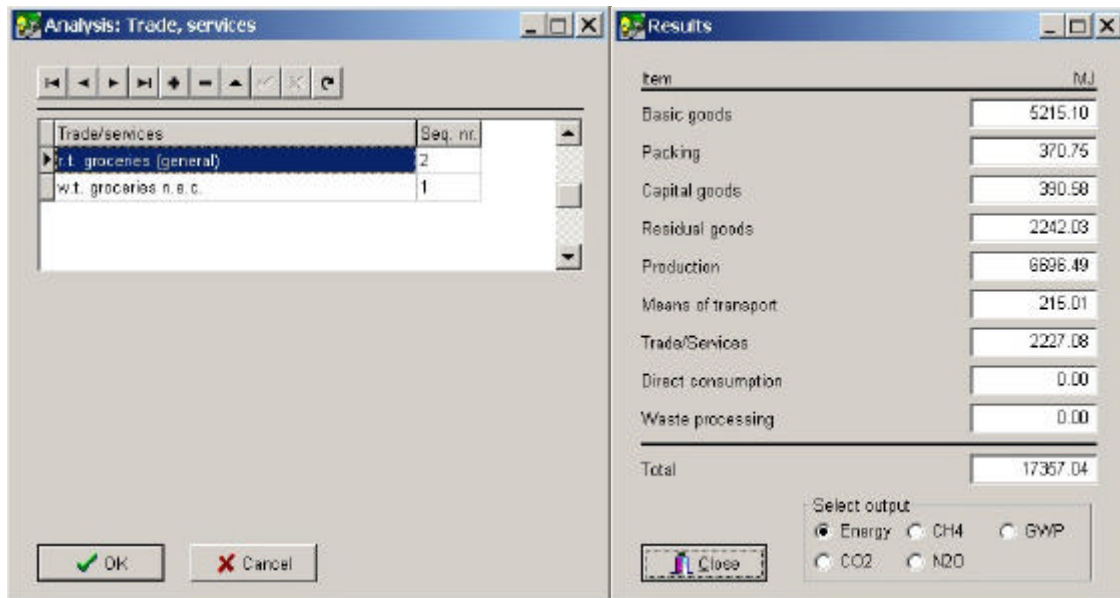 Analysis: Trade, services
Trade/services Seq. nr.
r.t. groceries (general) 2
w.t. groceries n.e.c. 1
OK Cancel
Results
Item MJ
Basic goods 5215.10
Packing 370.75
Capital goods 390.58
Residual goods 2242.03
Production 6696.49
Means of transport 215.01
Trade/Services 2227.08
Direct consumption 0.00
Waste processing 0.00
Total 17357.04
Select output
Energy CH4 GWP
CO2 N2O
Close